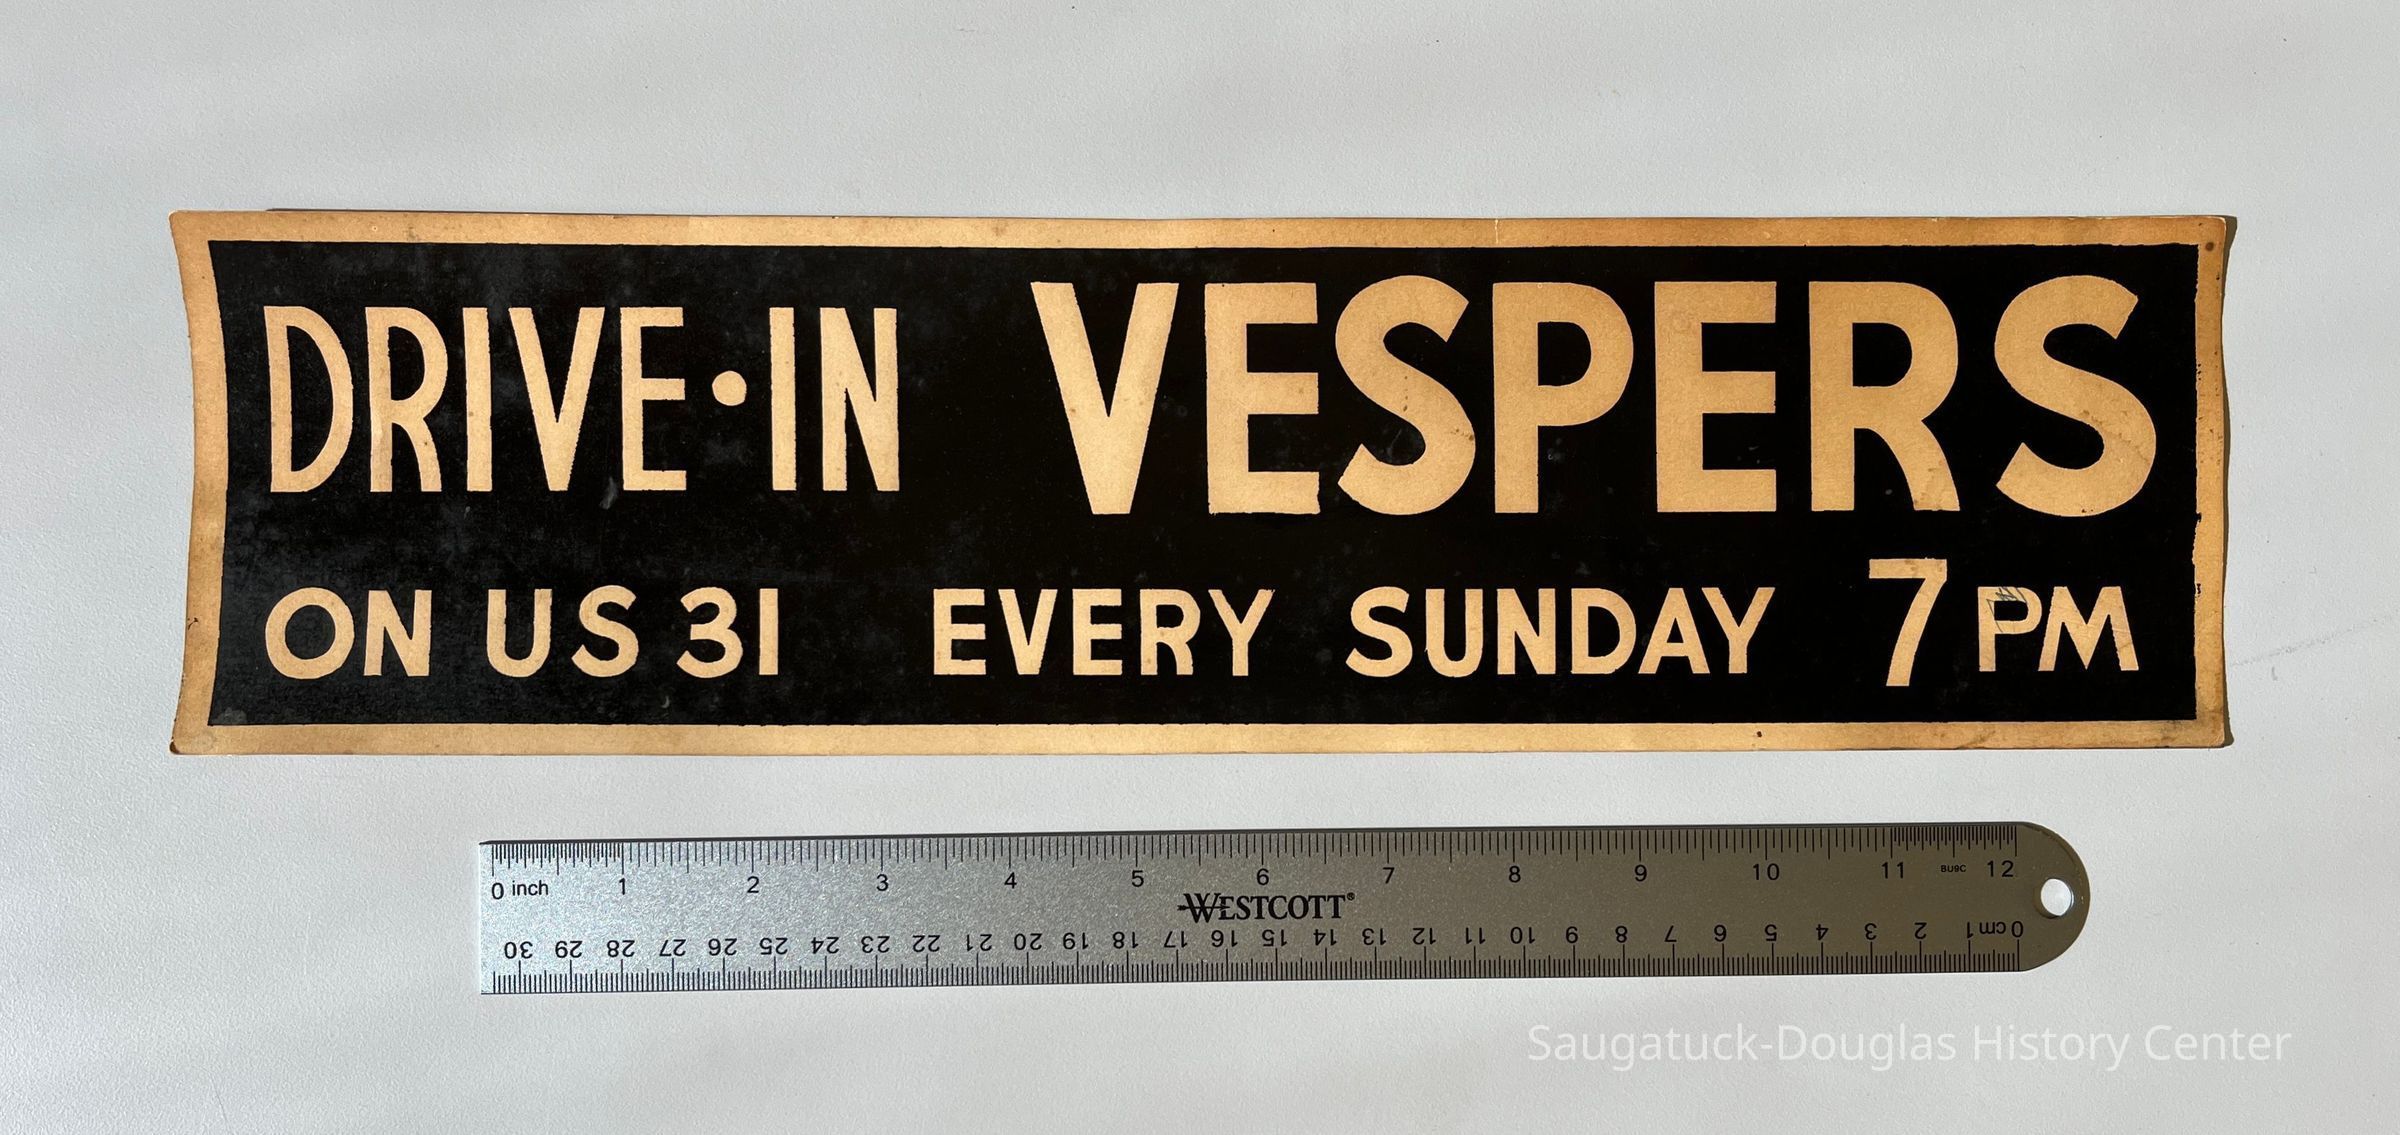 DRIVE•IN VESPERS
ON US 31 EVERY SUNDAY 7 PM
0 inch 1 2 3 4 5 6 7 8 9 10 11 BU9C 12
WESTCOTT®
30 29 28 27 26 25 24 23 22 21 20 19 18 17 16 15 14 13 12 11 10 9 8 7 6 5 4 3 2 1 0 cm
Saugatuck-Douglas History Center